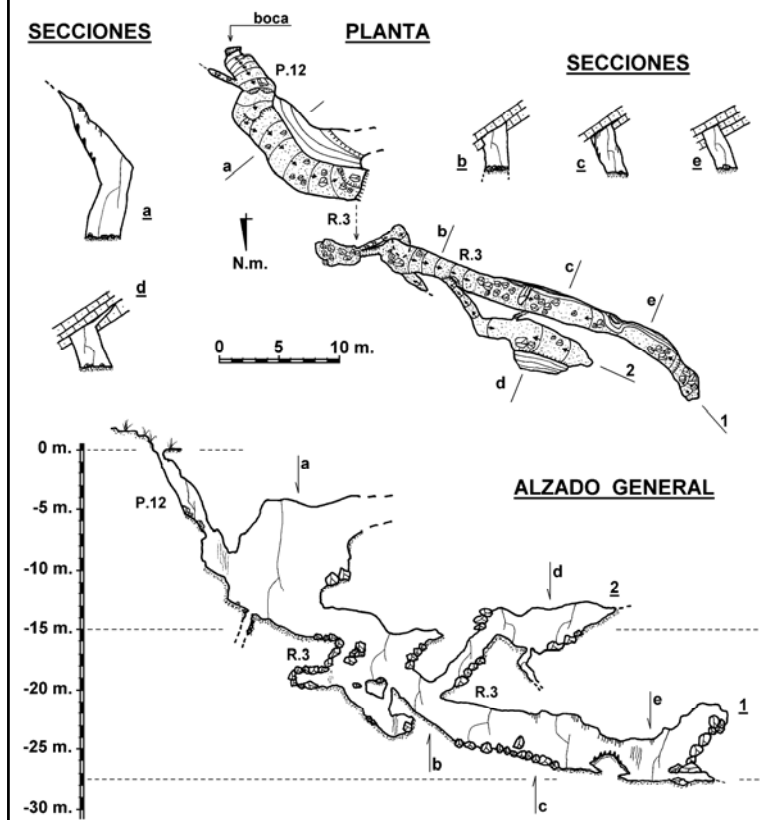 SECCIONES
boca
PLANTA
P.12
SECCIONES
a
a
b
c
e
R.3
N.m.
b
R.3
c
e
d
0 5 10 m.
d
2
1
0 m.
a
ALZADO GENERAL
P.12
-5 m.
-10 m.
d
2
-15 m.
R.3
R.3
-20 m.
e
1
-25 m.
b
c
-30 m.